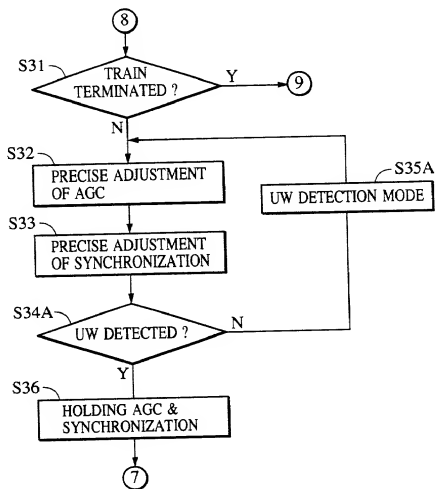 8
S31
TRAIN
TERMINATED ?
Y
9
N
S32
PRECISE ADJUSTMENT
OF AGC
S35A
UW DETECTION MODE
S33
PRECISE ADJUSTMENT
OF SYNCHRONIZATION
S34A
UW DETECTED ?
N
Y
S36
HOLDING AGC &
SYNCHRONIZATION
7